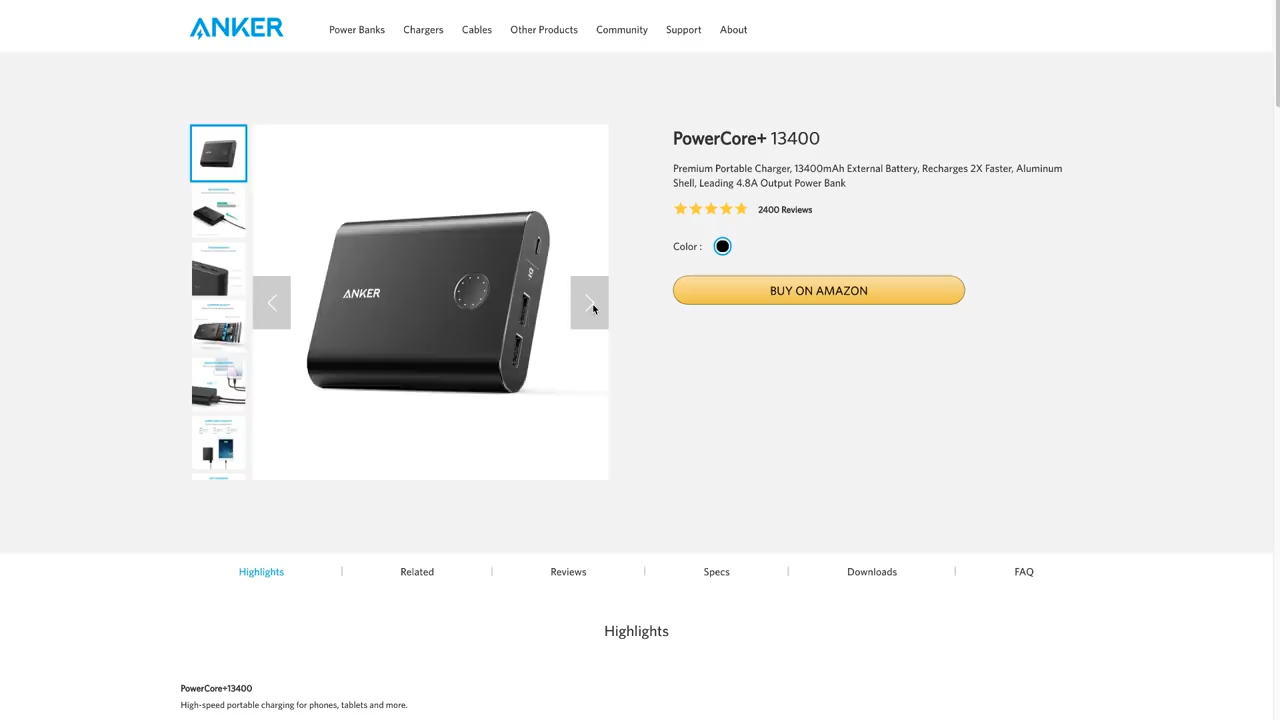 ANKER
Power Banks
Chargers
Cables
Other Products
Community
Support
About
PowerCore+ 13400
Premium Portable Charger, 13400mAh External Battery, Recharges 2X Faster, Aluminum
Shell, Leading 4.8A Output Power Bank
2400 Reviews
Color :
BUY ON AMAZON
ANKER
IQ
Highlights
Related
Reviews
Specs
Downloads
FAQ
Highlights
PowerCore+13400
High-speed portable charging for phones, tablets and more.